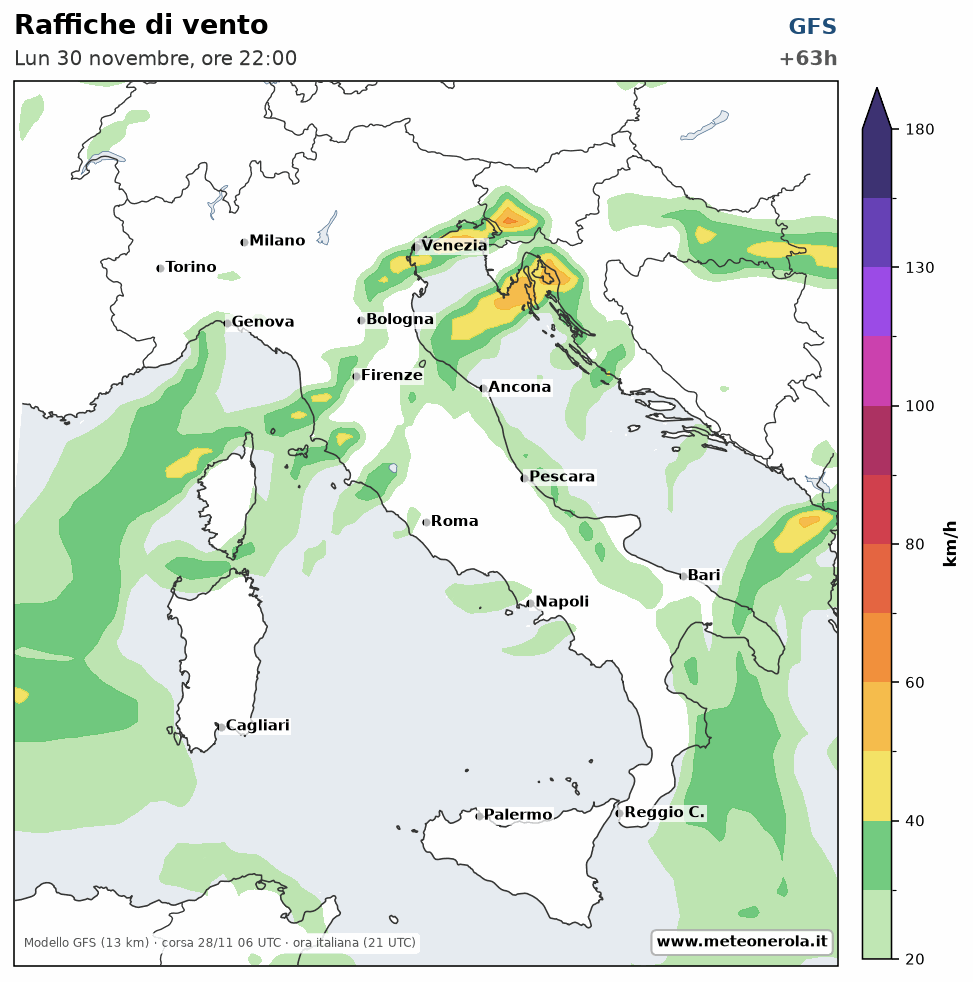 Raffiche di vento
GFS
Lun 30 novembre, ore 22:00
+63h
180
Milano
Venezia
Torino
130
Genova
Bologna
Firenze
Ancona
100
Pescara
Roma
80
km/h
Bari
Napoli
60
Cagliari
Palermo
Reggio C.
40
Modello GFS (13 km) · corsa 28/11 06 UTC · ora italiana (21 UTC)
www.meteonerola.it
20